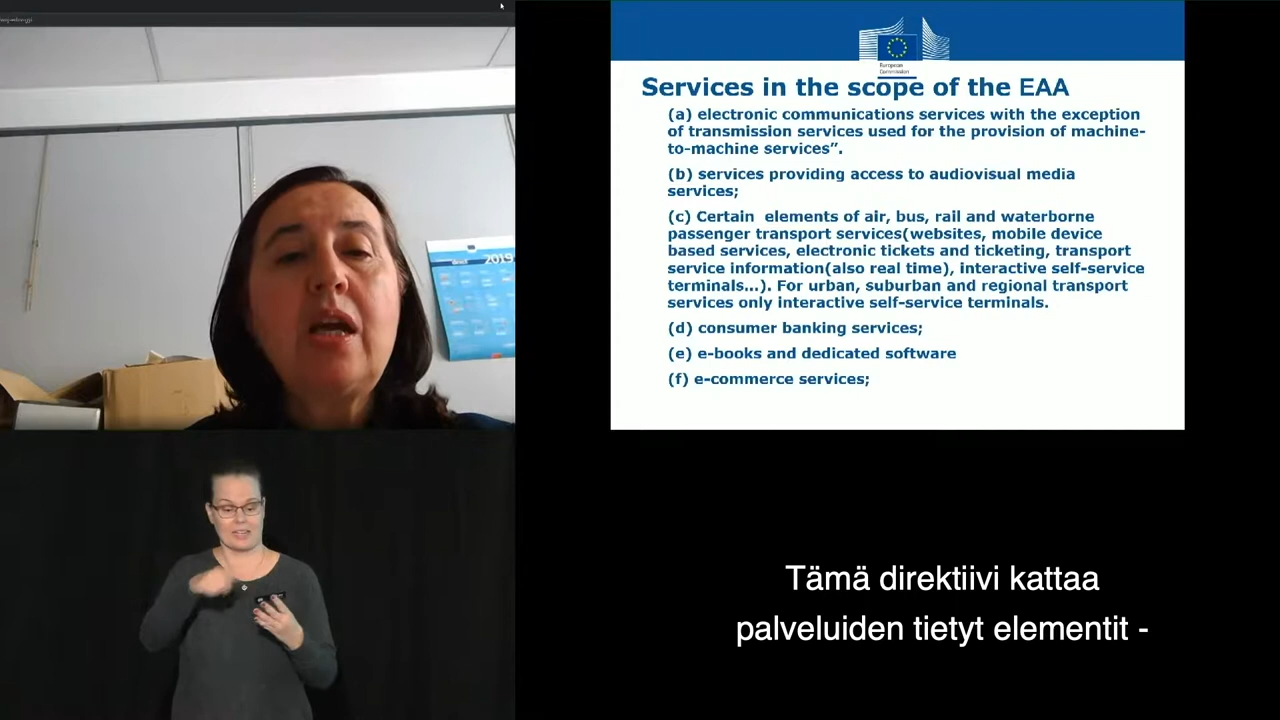 European
Commission
Services in the scope of the EAA
(a) electronic communications services with the exception
of transmission services used for the provision of machine-
to-machine services”.
(b) services providing access to audiovisual media
services;
(c) Certain elements of air, bus, rail and waterborne
passenger transport services(websites, mobile device
based services, electronic tickets and ticketing, transport
service information(also real time), interactive self-service
terminals…). For urban, suburban and regional transport
services only interactive self-service terminals.
(d) consumer banking services;
(e) e-books and dedicated software
(f) e-commerce services;
2019
Tämä direktiivi kattaa
palveluiden tietyt elementit -